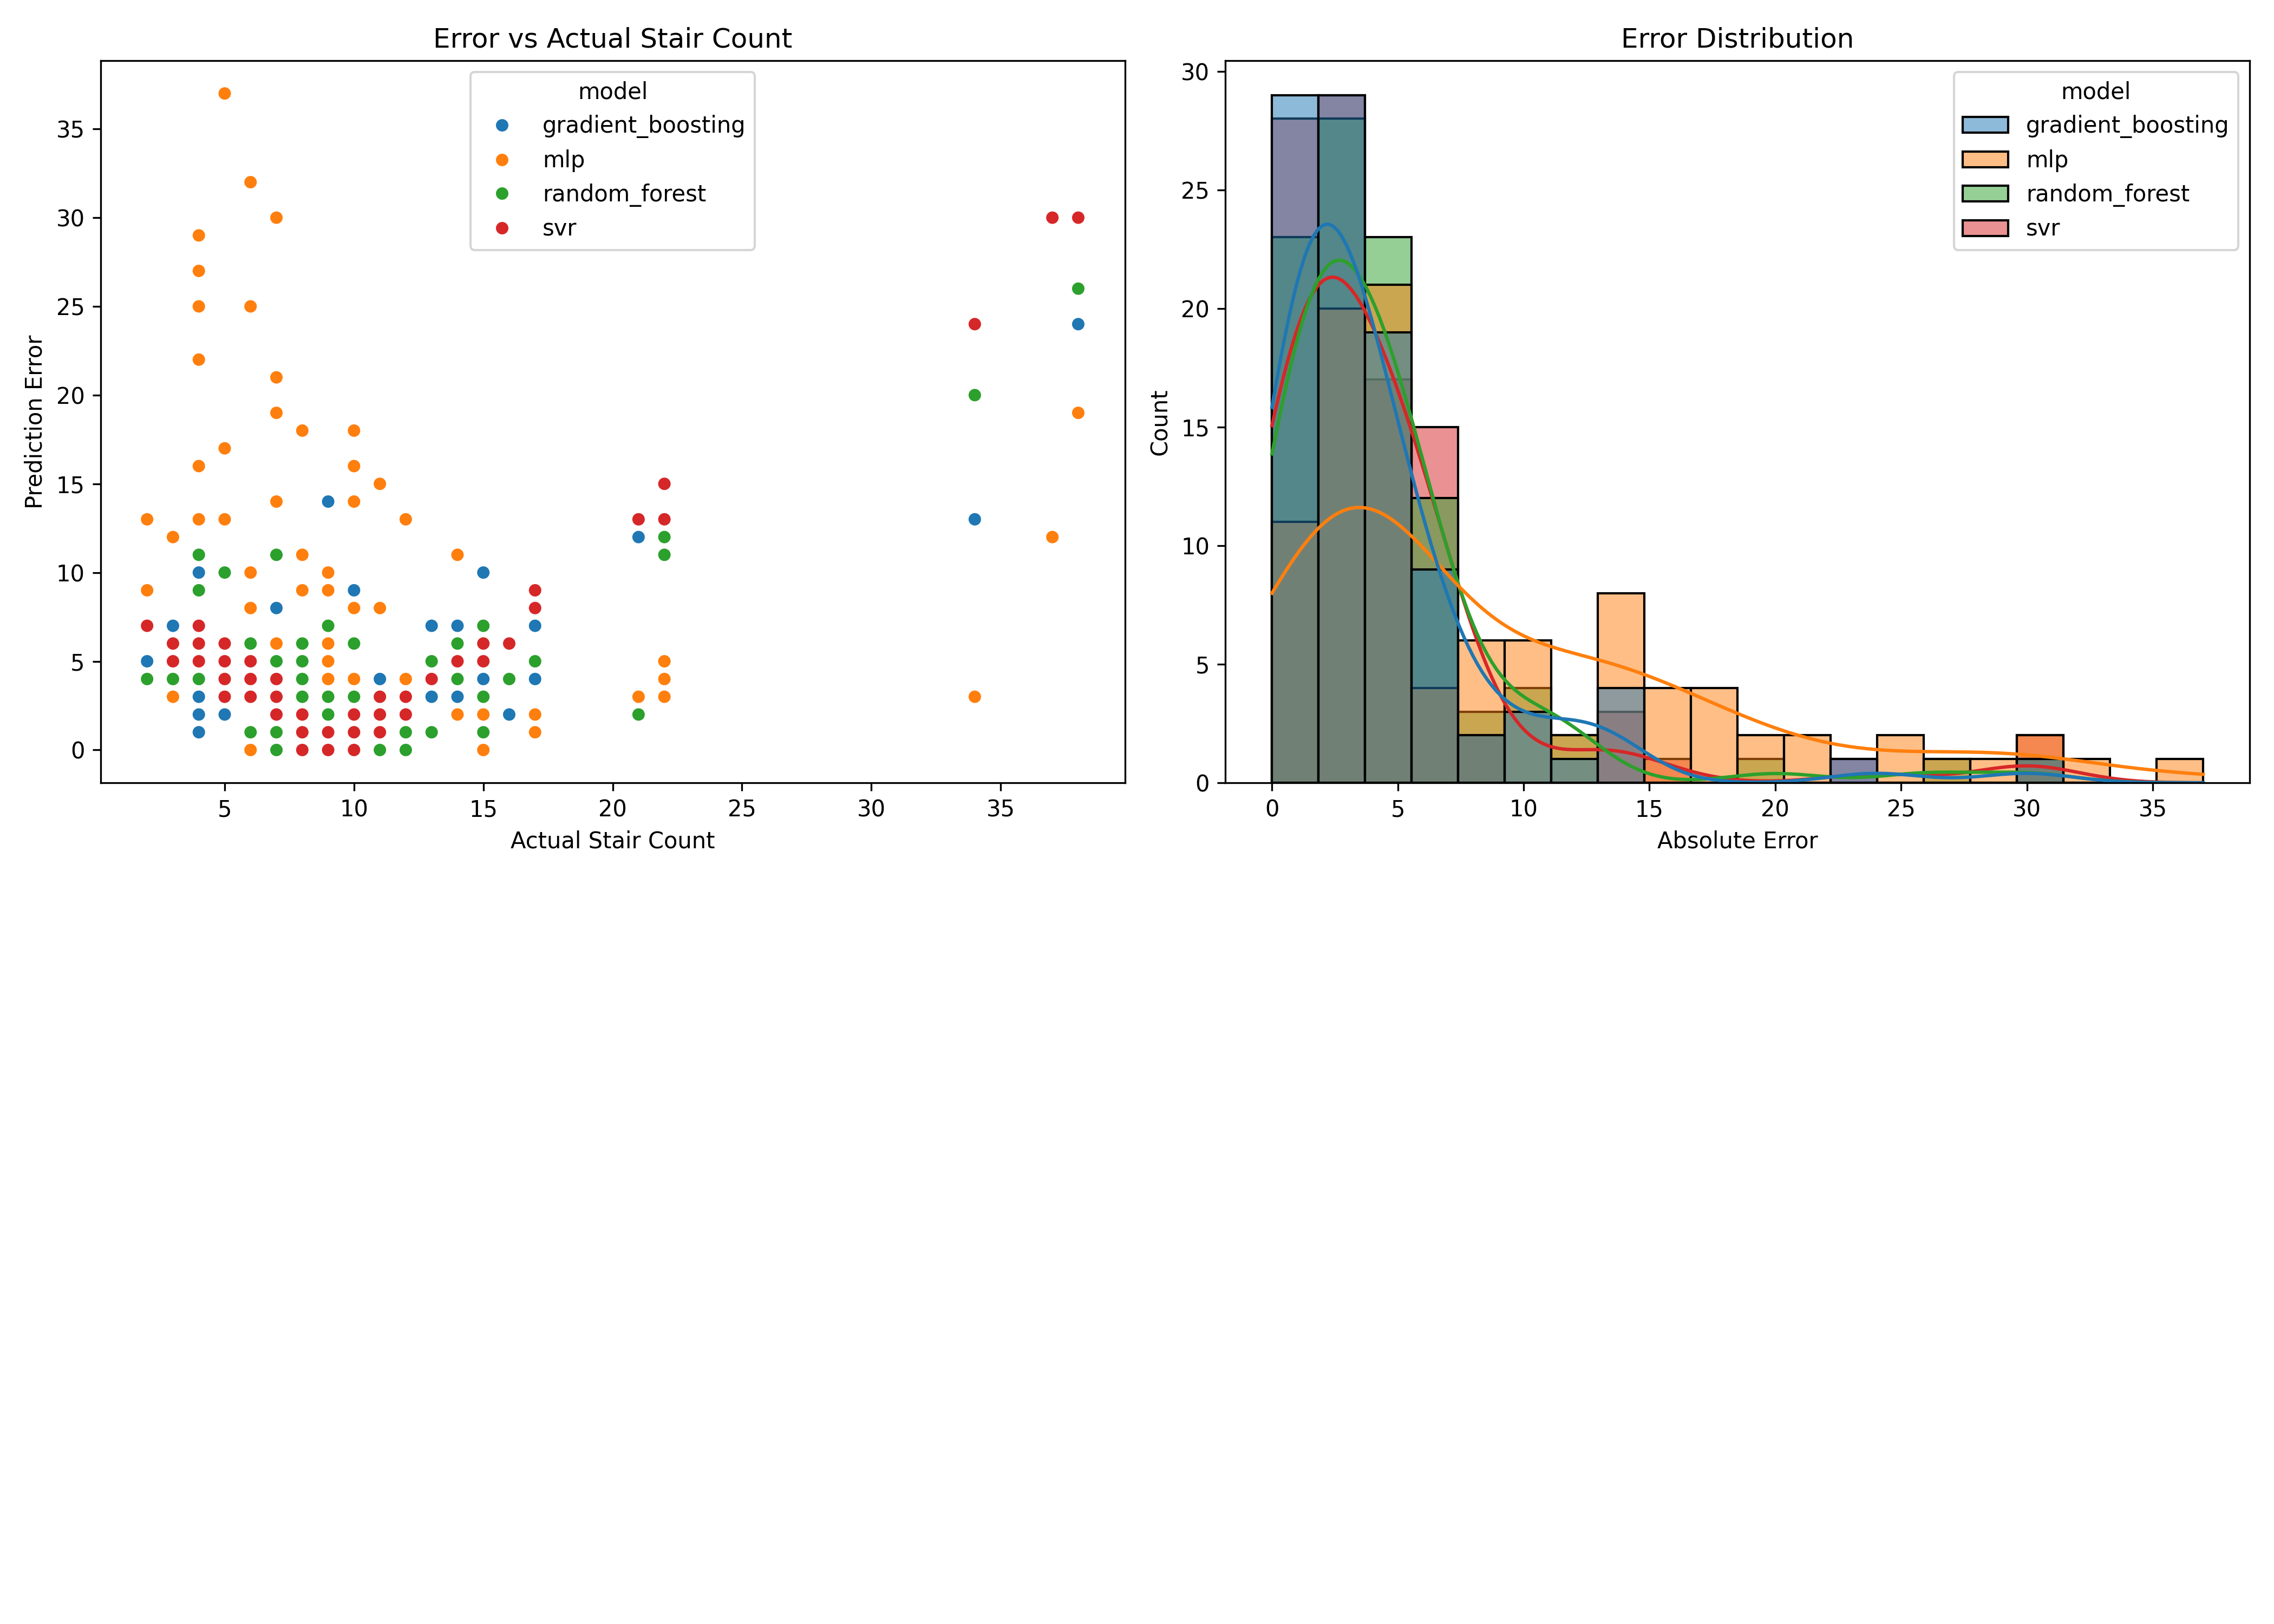 Error vs Actual Stair Count
model
gradient_boosting
mlp
random_forest
svr
35
30
25
20
15
10
5
0
Prediction Error
5
10
15
20
25
30
35
Actual Stair Count
Error Distribution
model
gradient_boosting
mlp
random_forest
svr
30
25
20
15
10
5
0
Count
0
5
10
15
20
25
30
35
Absolute Error